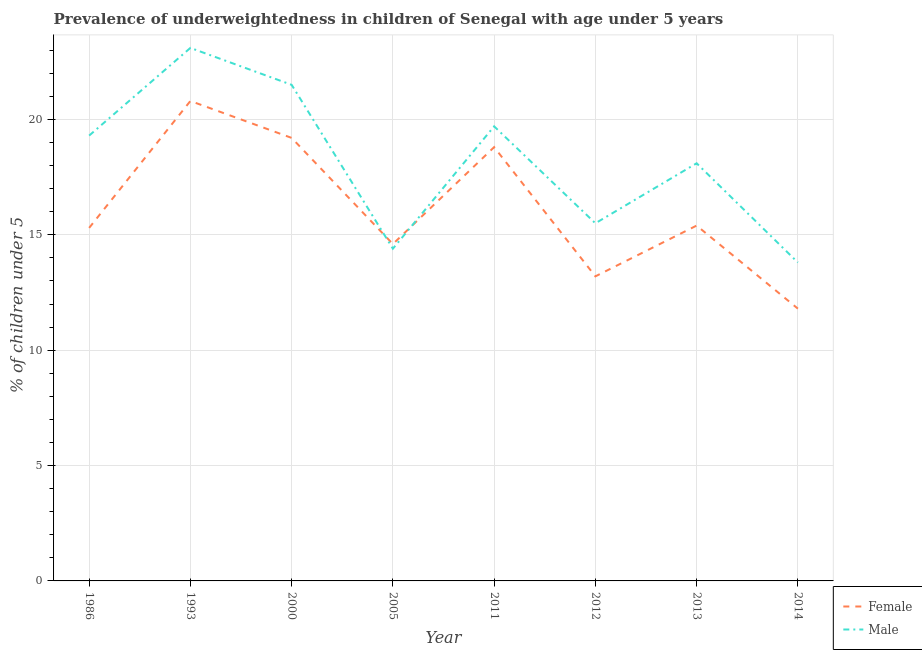 Prevalence of underweightedness in children of Senegal with age under 5 years
% of children under 5
20
15
10
5
0
1986
1993
2000
2005
2011
2012
2013
2014
Year
Female
Male